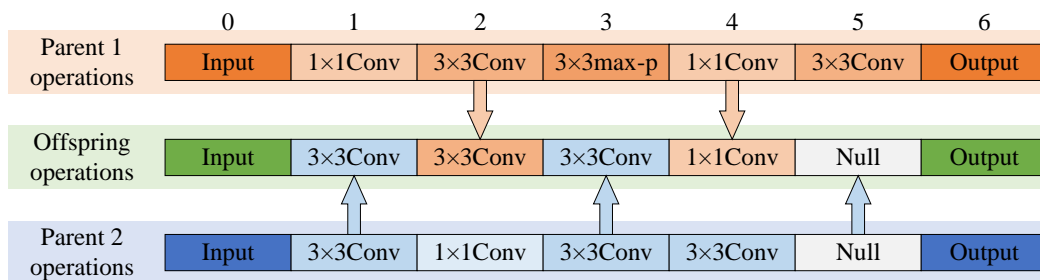 0 1 2 3 4 5 6
Parent 1
operations
Input 1×1Conv 3×3Conv 3×3max-p 1×1Conv 3×3Conv Output
Offspring
operations
Input 3×3Conv 3×3Conv 3×3Conv 1×1Conv Null Output
Parent 2
operations
Input 3×3Conv 1×1Conv 3×3Conv 3×3Conv Null Output